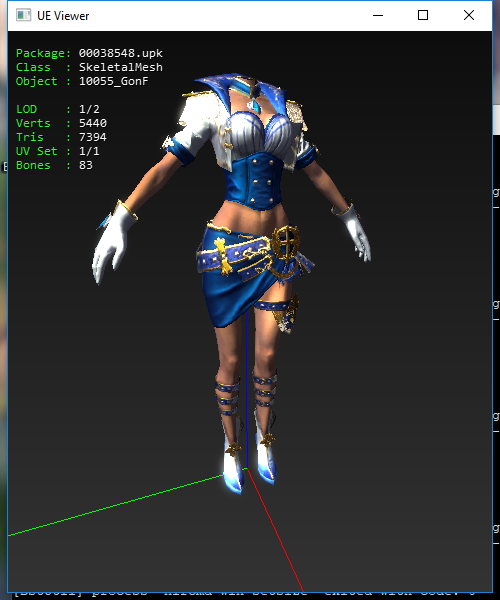 UE Viewer
Package: 00038548.upk
Class  : SkeletalMesh
Object : 10055_GonF
LOD    : 1/2
Verts  : 5440
Tris   : 7394
UV Set : 1/1
Bones  : 83